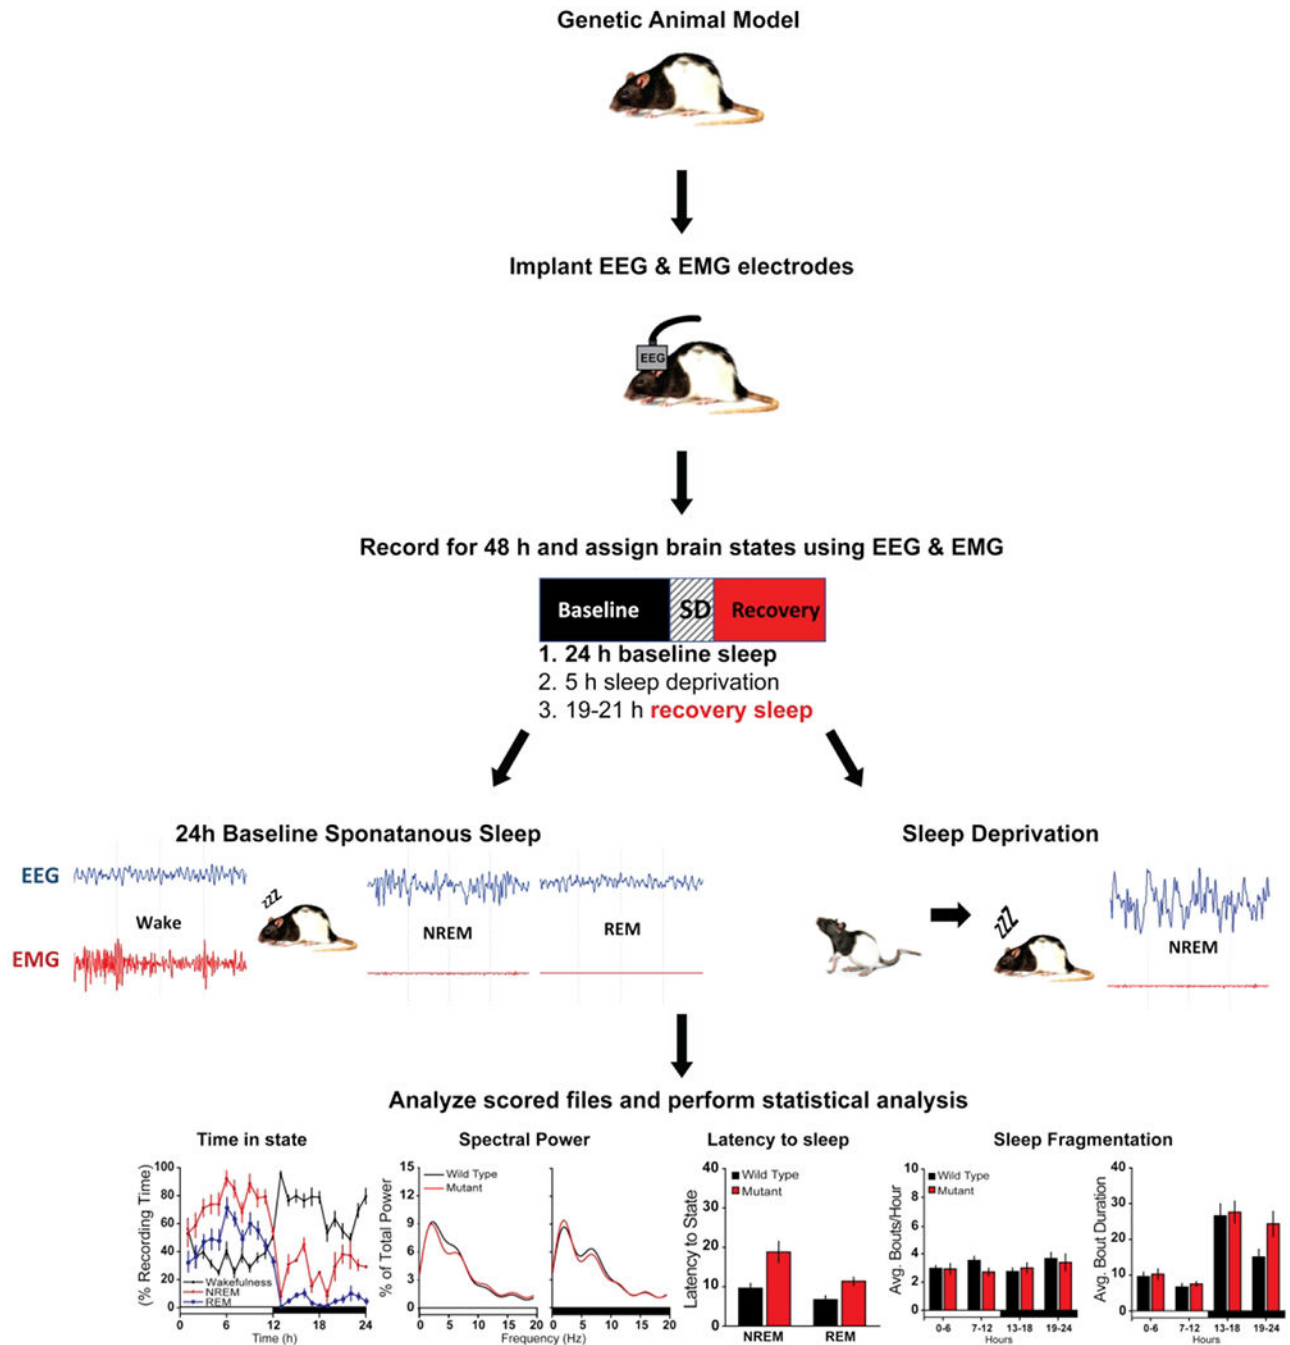 Genetic Animal Model
Implant EEG & EMG electrodes
EEG
Record for 48 h and assign brain states using EEG & EMG
Baseline SD Recovery
1. 24 h baseline sleep
2. 5 h sleep deprivation
3. 19-21 h recovery sleep
24h Baseline Sponatanous Sleep
Sleep Deprivation
EEG
zzZ
Wake
NREM
REM
EMG
zzZ
NREM
Analyze scored files and perform statistical analysis
Time in state
(% Recording Time)
100
80
60
40
20
0
Wakefulness
NREM
REM
0 6 12 18 24
Time (h)
Spectral Power
% of Total Power
15
12
9
6
3
0
Wild Type
Mutant
0 5 10 15 20
0 5 10 15 20
Frequency (Hz)
Latency to sleep
Latency to State
40
30
20
10
0
Wild Type
Mutant
NREM REM
Sleep Fragmentation
Avg. Bouts/Hour
10
8
6
4
2
0
Wild Type
Mutant
0-6 7-12 13-18 19-24
Hours
Avg. Bout Duration
40
30
20
10
0
0-6 7-12 13-18 19-24
Hours